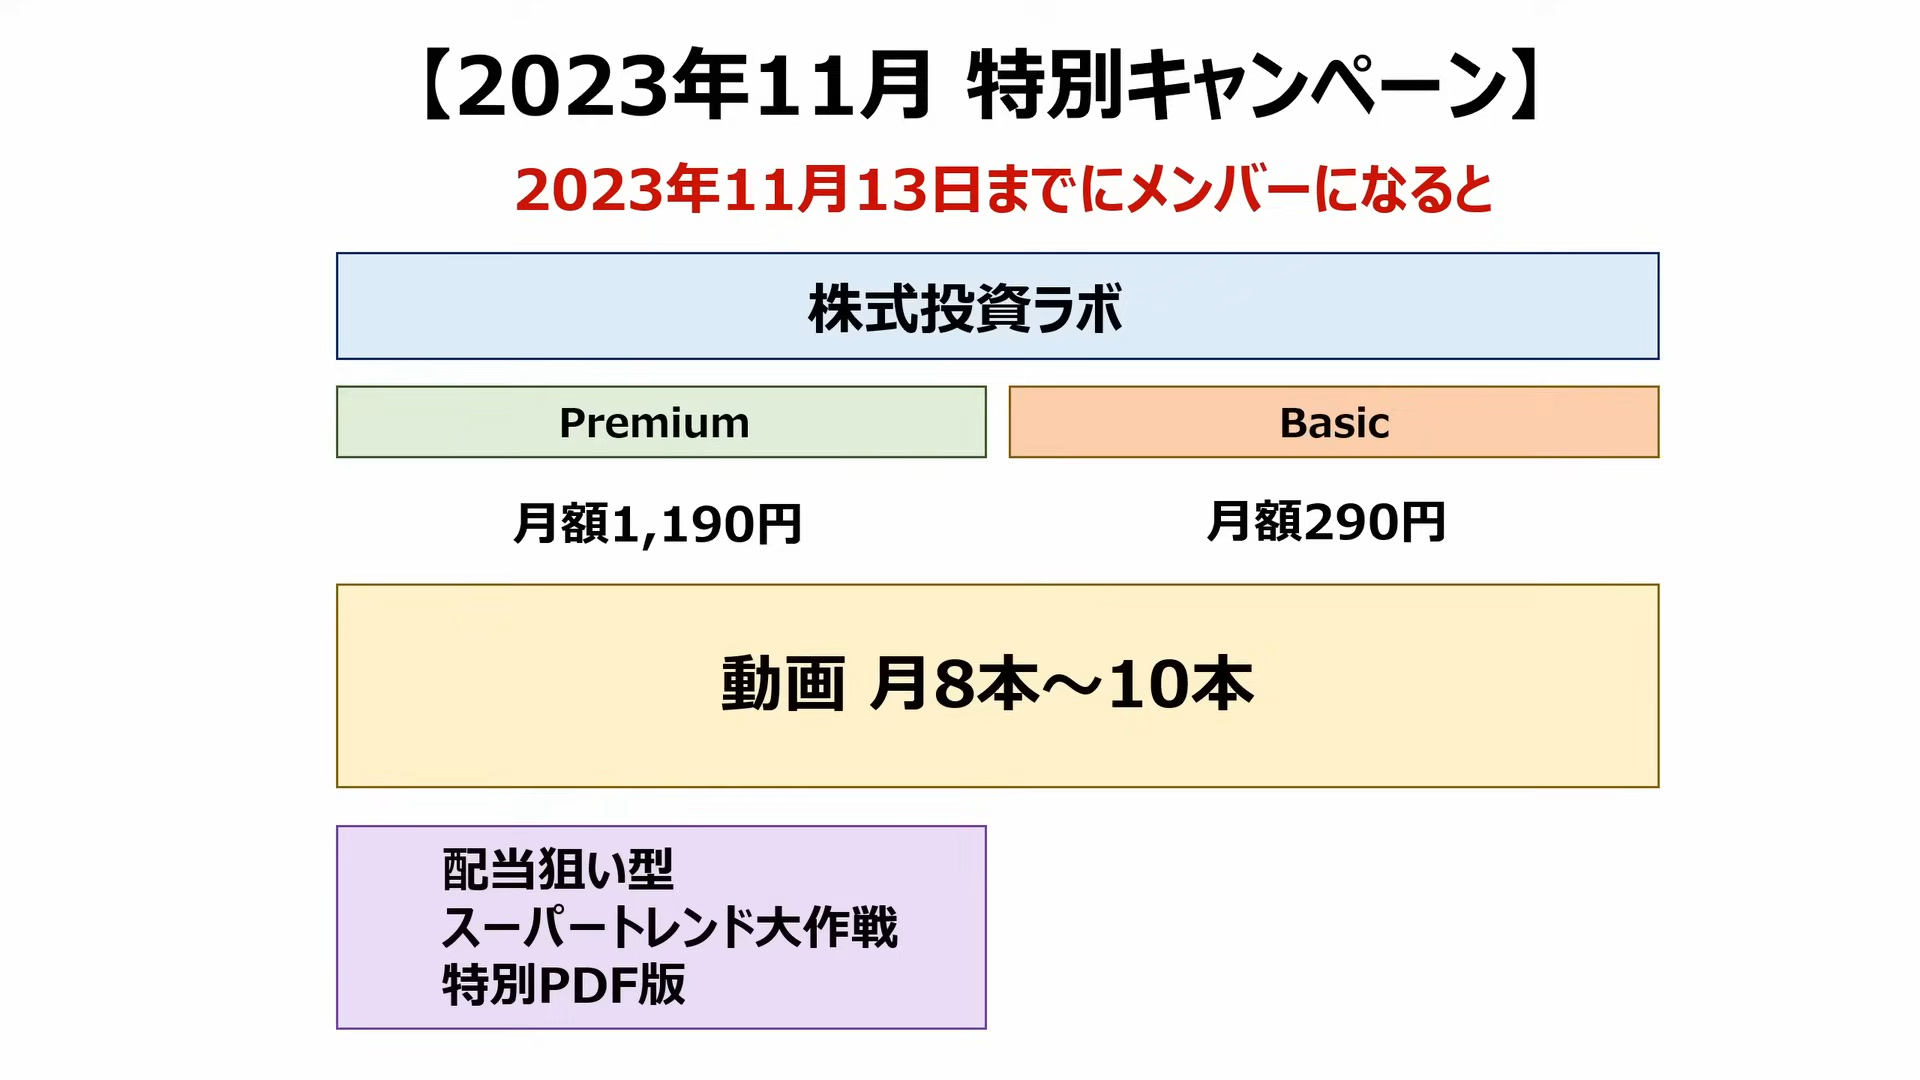 【2023年11月 特別キャンペーン】
2023年11月13日までにメンバーになると
株式投資ラボ
Premium
Basic
月額1,190円
月額290円
動画 月8本～10本
配当狙い型
スーパートレンド大作戦
特別PDF版